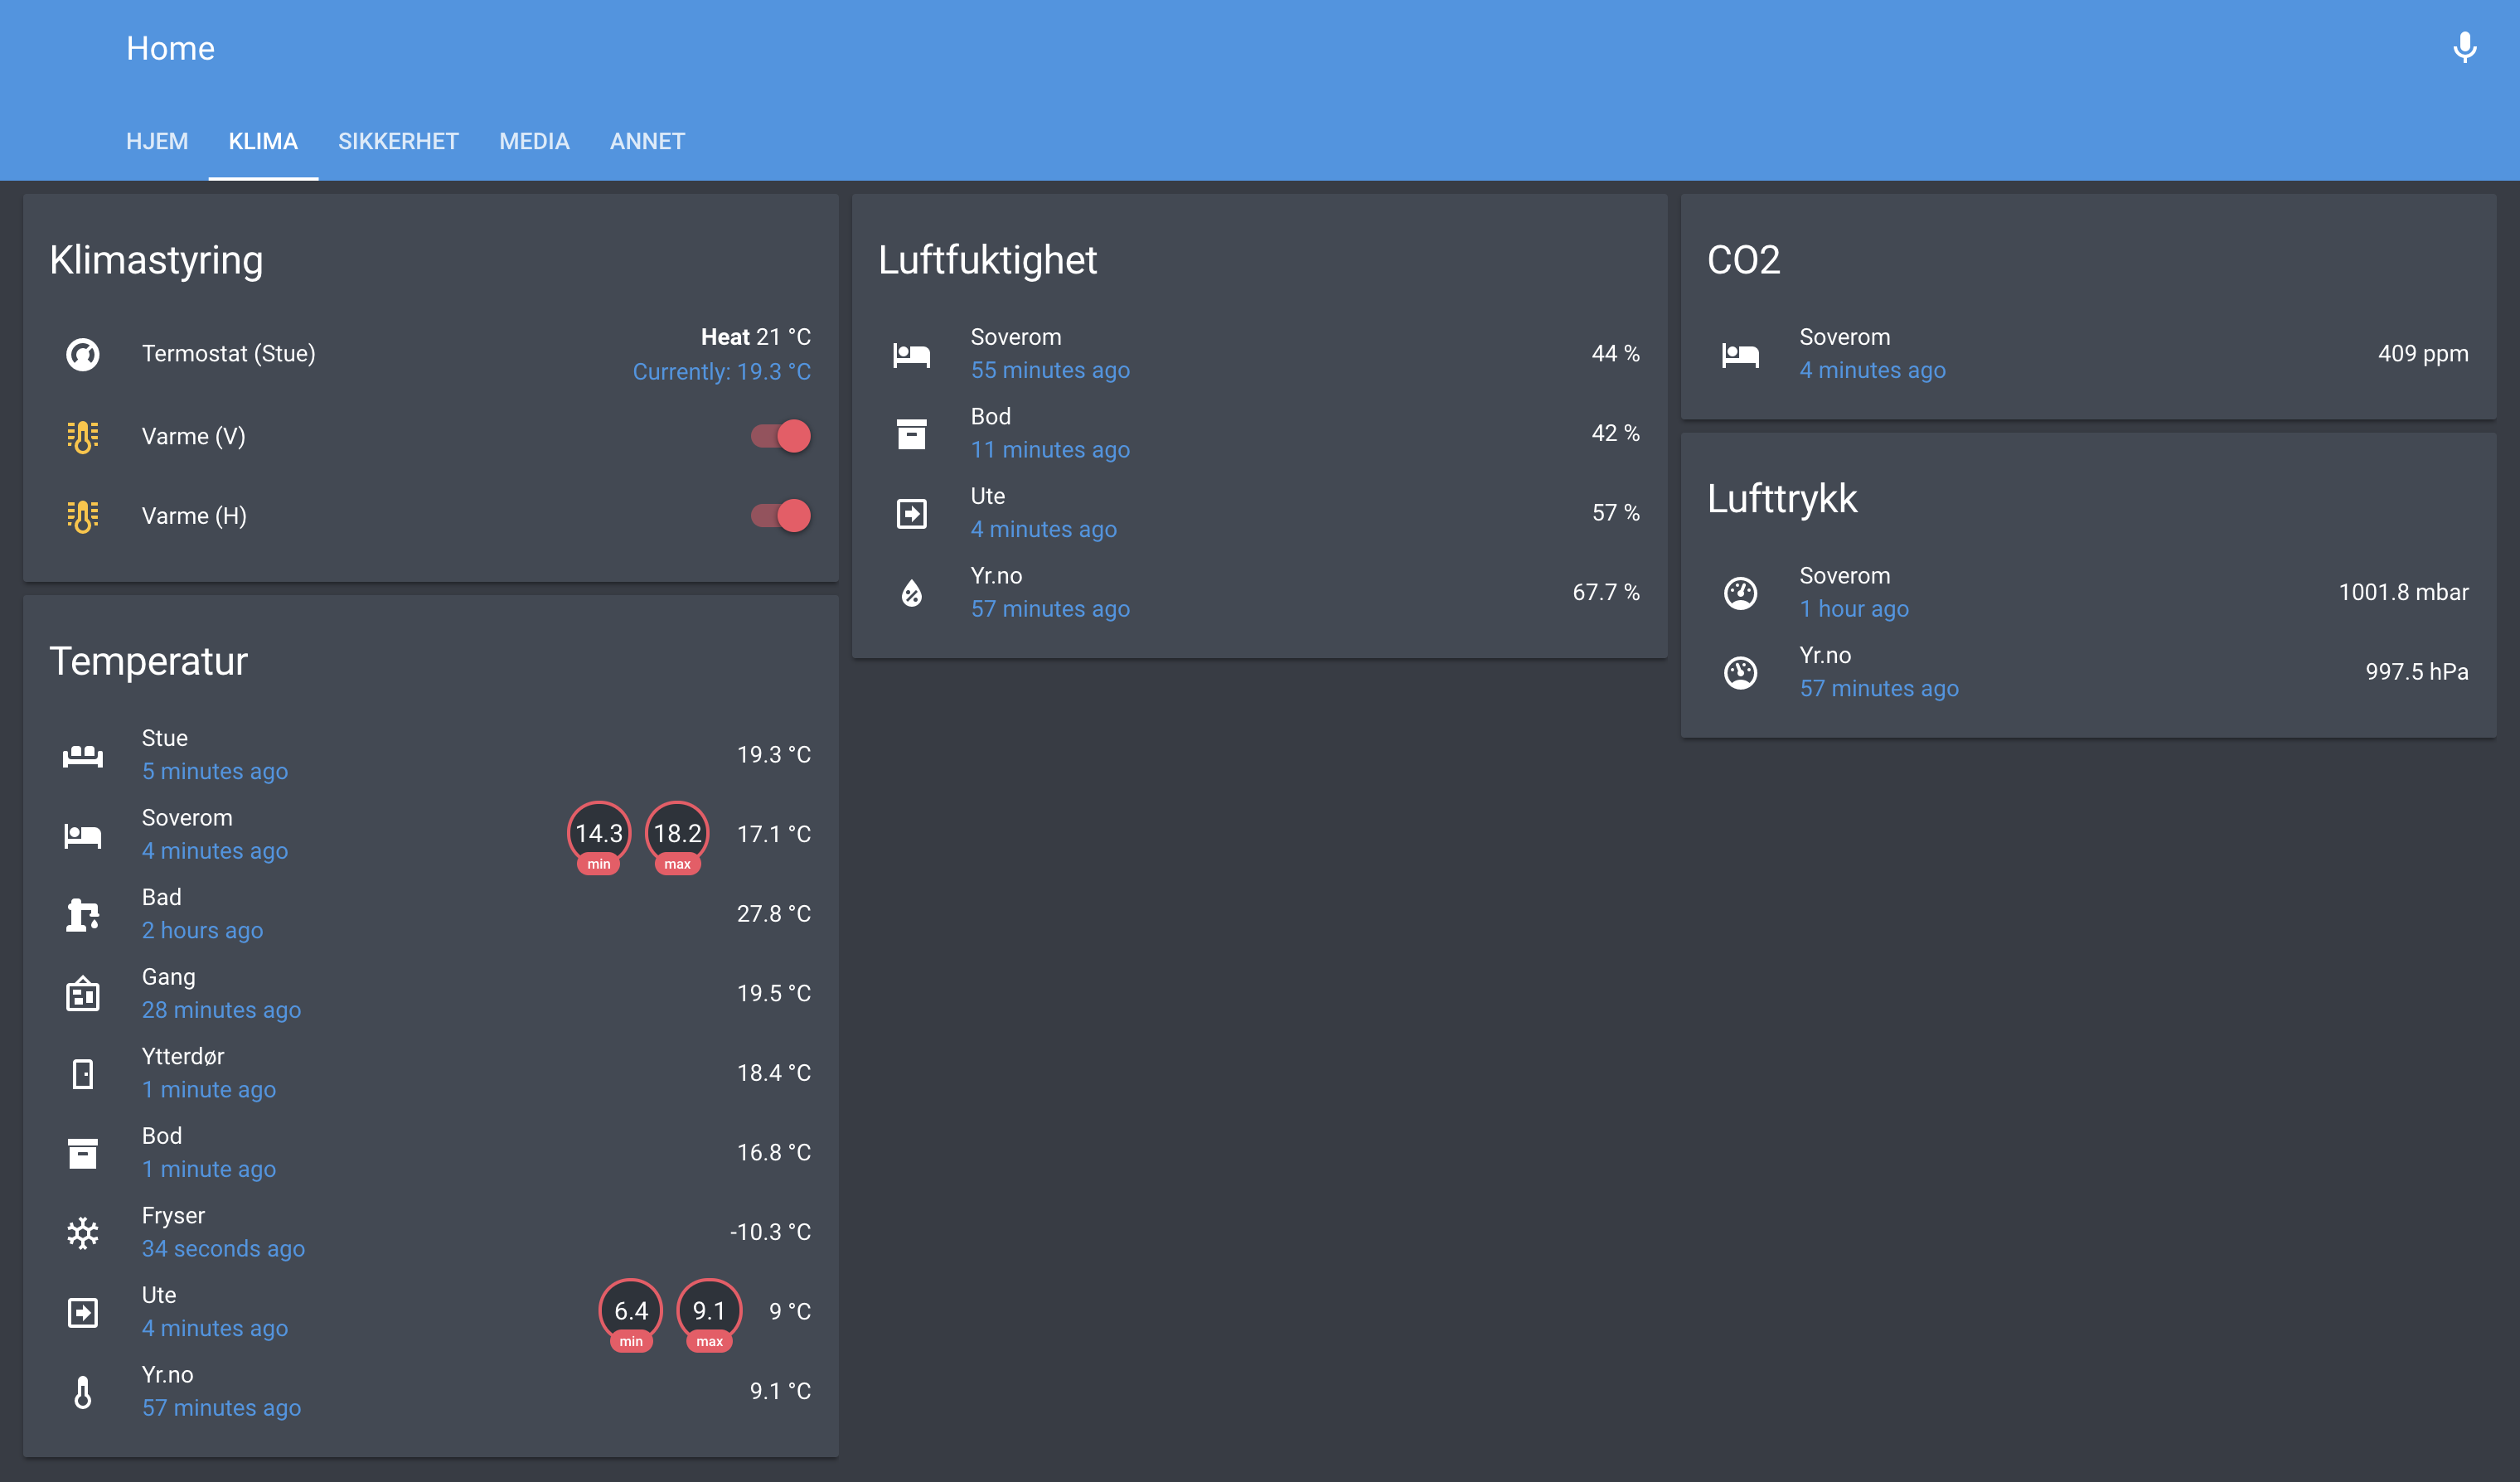 Home
HJEM KLIMA SIKKERHET MEDIA ANNET
Klimastyring
Termostat (Stue)
Heat 21 °C
Currently: 19.3 °C
Varme (V)
Varme (H)
Temperatur
Stue
5 minutes ago
19.3 °C
Soverom
4 minutes ago
14.3
min
18.2
max
17.1 °C
Bad
2 hours ago
27.8 °C
Gang
28 minutes ago
19.5 °C
Ytterdør
1 minute ago
18.4 °C
Bod
1 minute ago
16.8 °C
Fryser
34 seconds ago
-10.3 °C
Ute
4 minutes ago
6.4
min
9.1
max
9 °C
Yr.no
57 minutes ago
9.1 °C
Luftfuktighet
Soverom
55 minutes ago
44 %
Bod
11 minutes ago
42 %
Ute
4 minutes ago
57 %
Yr.no
57 minutes ago
67.7 %
CO2
Soverom
4 minutes ago
409 ppm
Lufttrykk
Soverom
1 hour ago
1001.8 mbar
Yr.no
57 minutes ago
997.5 hPa